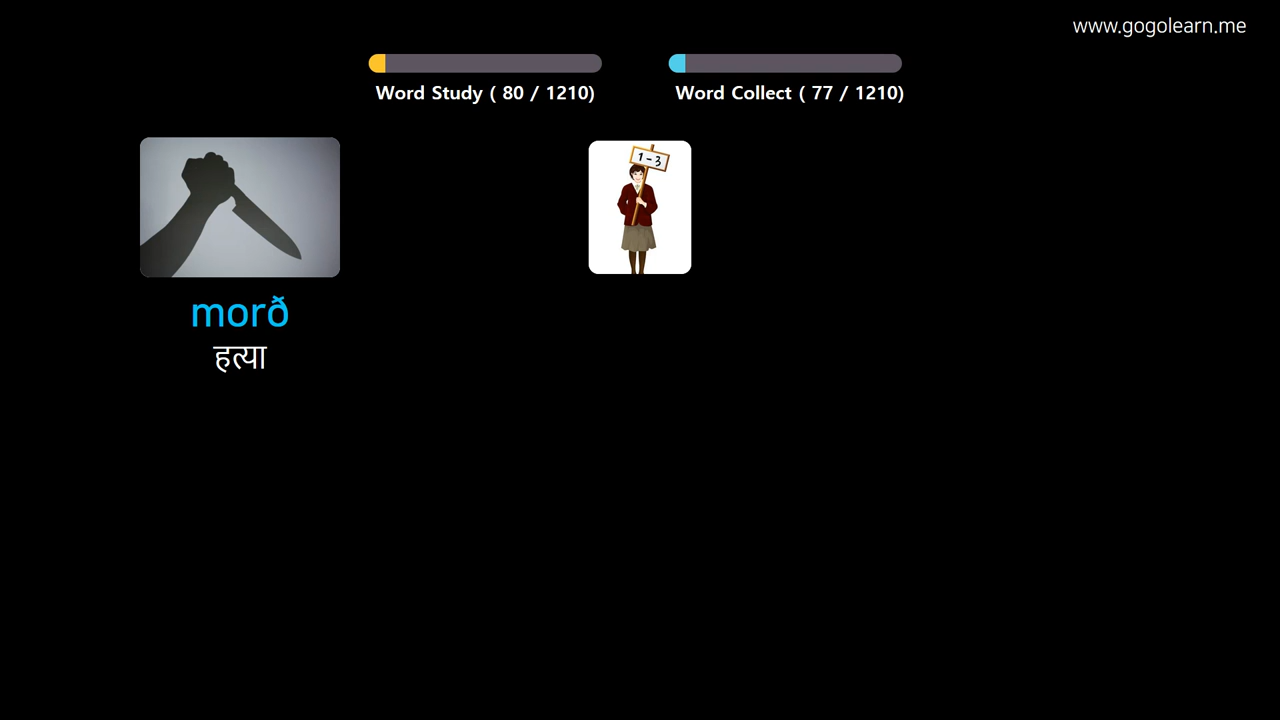 www.gogolearn.me
Word Study ( 80 / 1210)
Word Collect ( 77 / 1210)
1 - 3
morð
हत्या